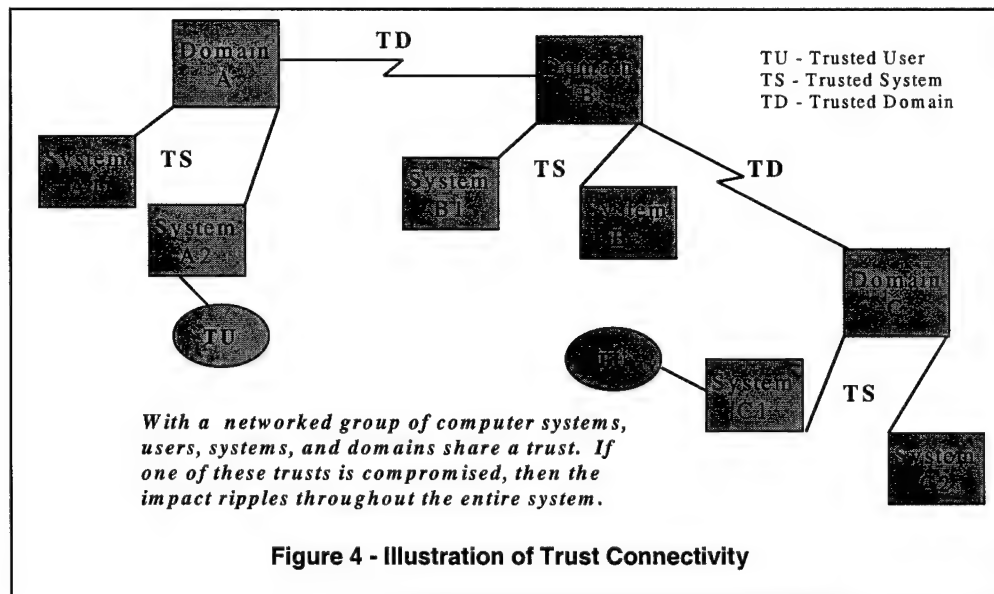 TD
Domain
A
Domain
B
TU - Trusted User
TS - Trusted System
TD - Trusted Domain
System
TS
System
A2
TU
System
B1
TS
System
TD
Domain
C
System
C1
TS
System
C2
With a networked group of computer systems,
users, systems, and domains share a trust. If
one of these trusts is compromised, then the
impact ripples throughout the entire system.
Figure 4 - Illustration of Trust Connectivity